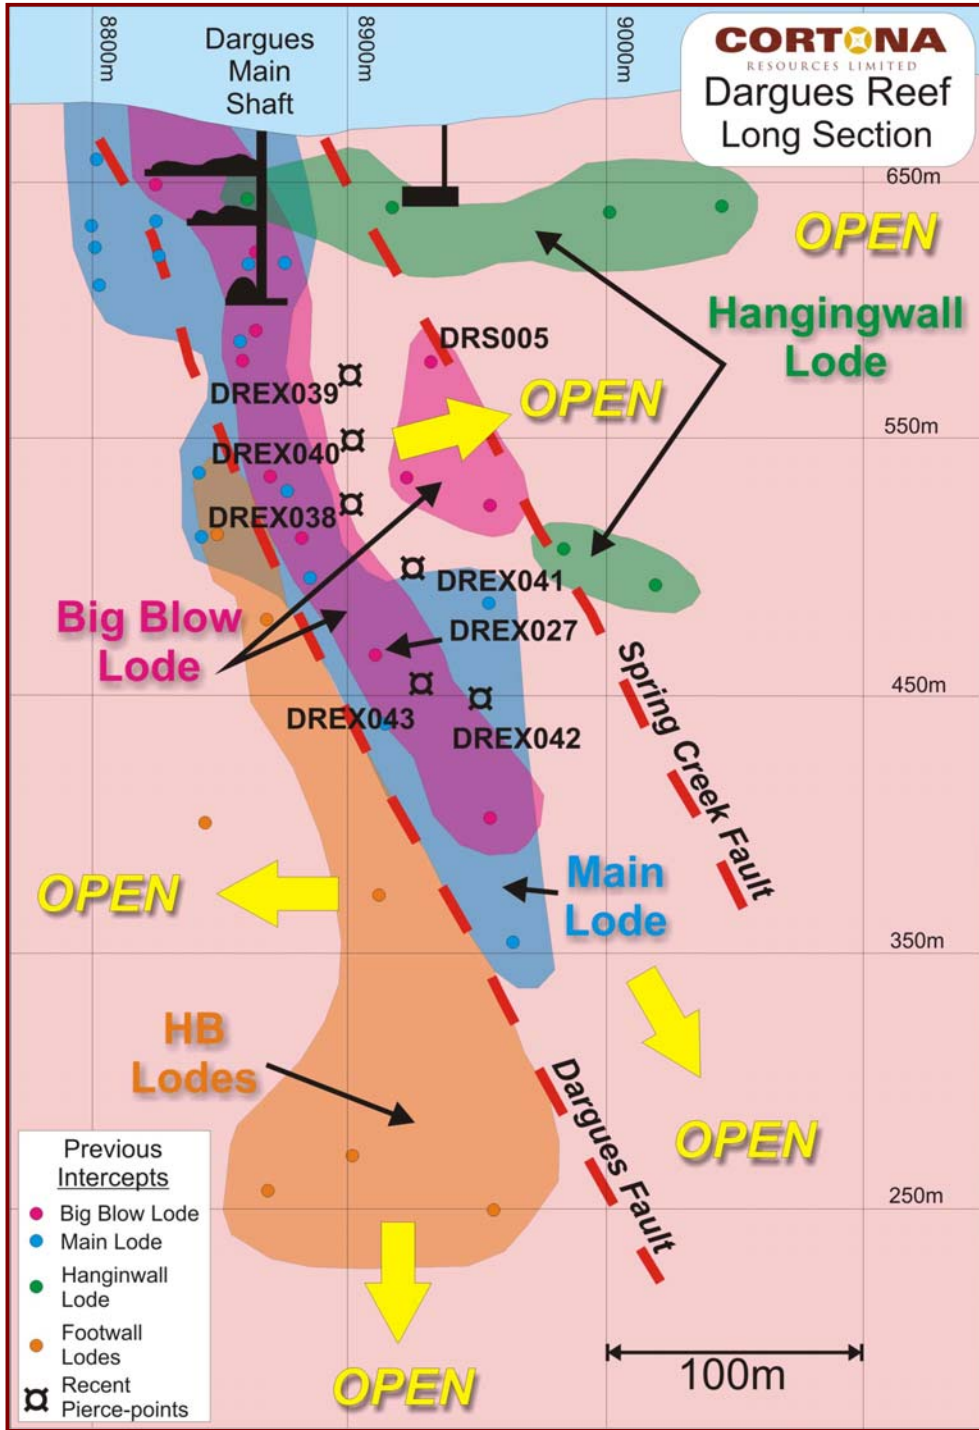 8800m
8900m
9000m
Dargues
Main
Shaft
CORTONA
RESOURCES LIMITED
Dargues Reef
Long Section
650m
OPEN
Hangingwall
Lode
DRS005
DREX039
OPEN
550m
DREX040
DREX038
DREX041
Big Blow
Lode
DREX027
Spring Creek Fault
450m
DREX043
DREX042
OPEN
Main
Lode
350m
HB
Lodes
Dargues Fault
OPEN
250m
Previous
Intercepts
Big Blow Lode
Main Lode
Hanginwall
Lode
Footwall
Lodes
Recent
Pierce-points
100m
OPEN